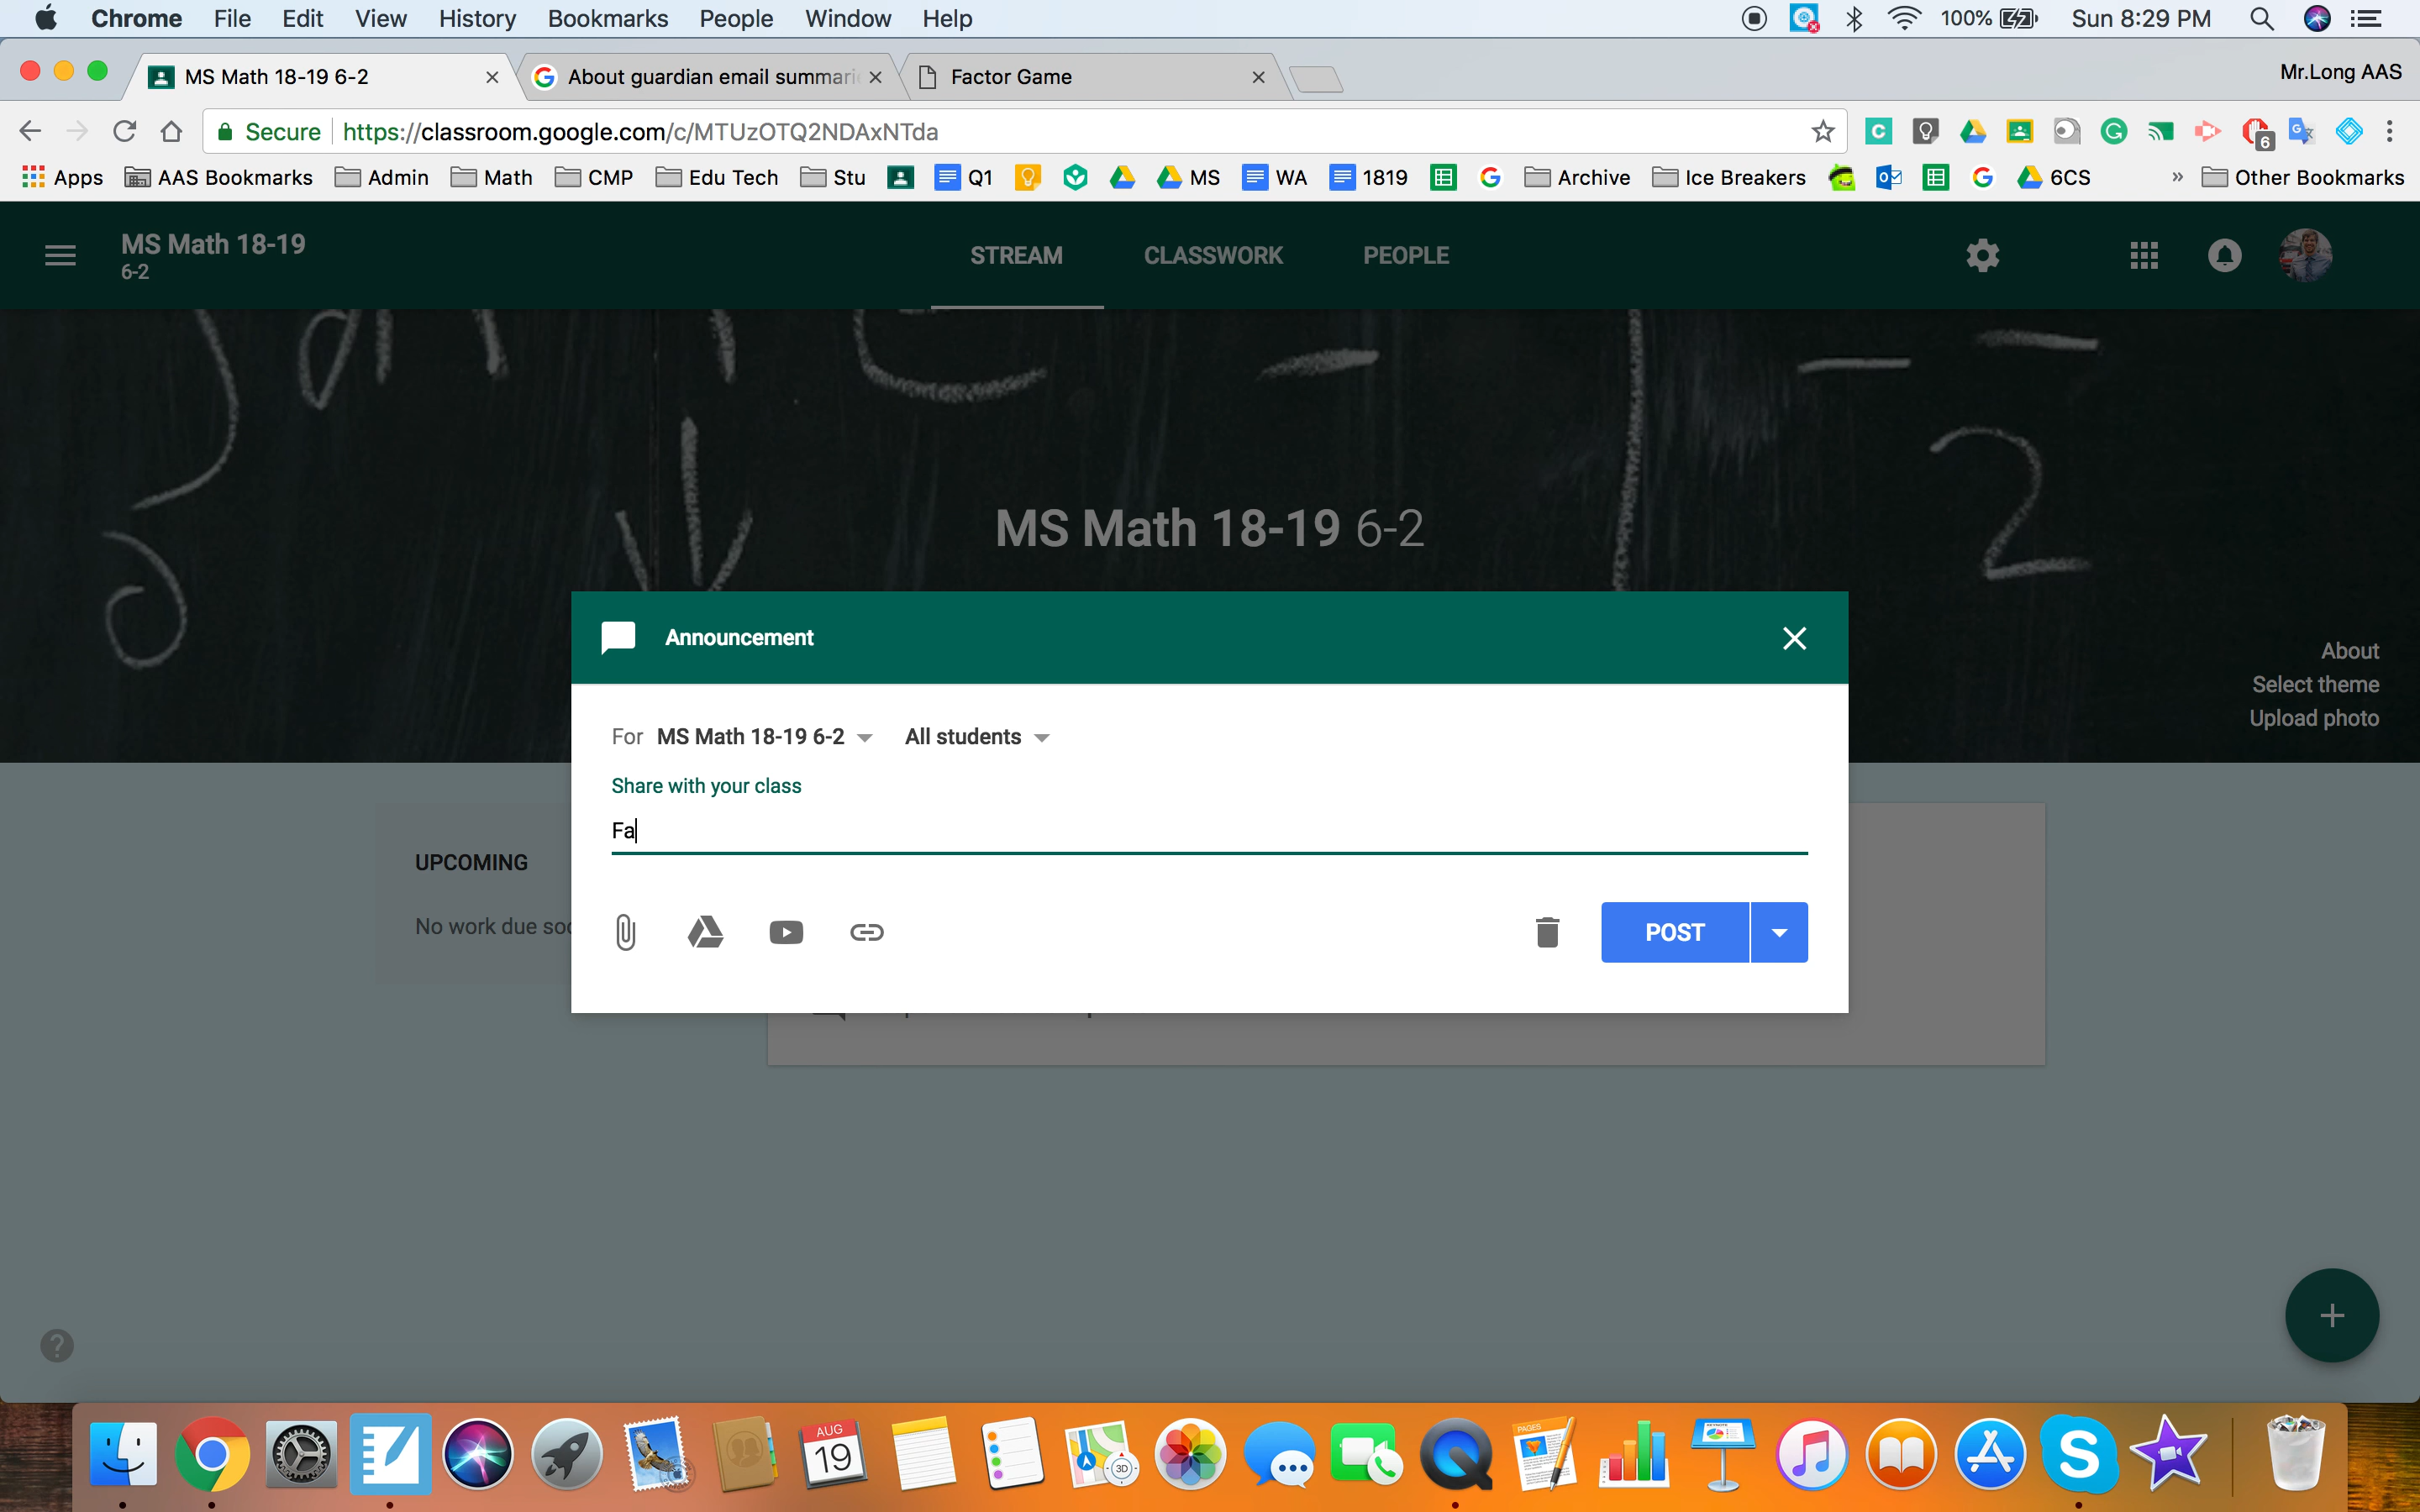 Chrome File Edit View History Bookmarks People Window Help 100% Sun 8:29 PM
MS Math 18-19 6-2 About guardian email summari Factor Game Mr.Long AAS
Secure https://classroom.google.com/c/MTUzOTQ2NDAxNTda 6
Apps AAS Bookmarks Admin Math CMP Edu Tech Stu Q1 MS WA 1819 Archive Ice Breakers 6CS » Other Bookmarks
MS Math 18-19
6-2
STREAM CLASSWORK PEOPLE
2
MS Math 18-19 6-2
Announcement
About
Select theme
Upload photo
For MS Math 18-19 6-2 All students
Share with your class
Fa
UPCOMING
No work due soo
POST
+
?
AUG
19
3D
PAGES